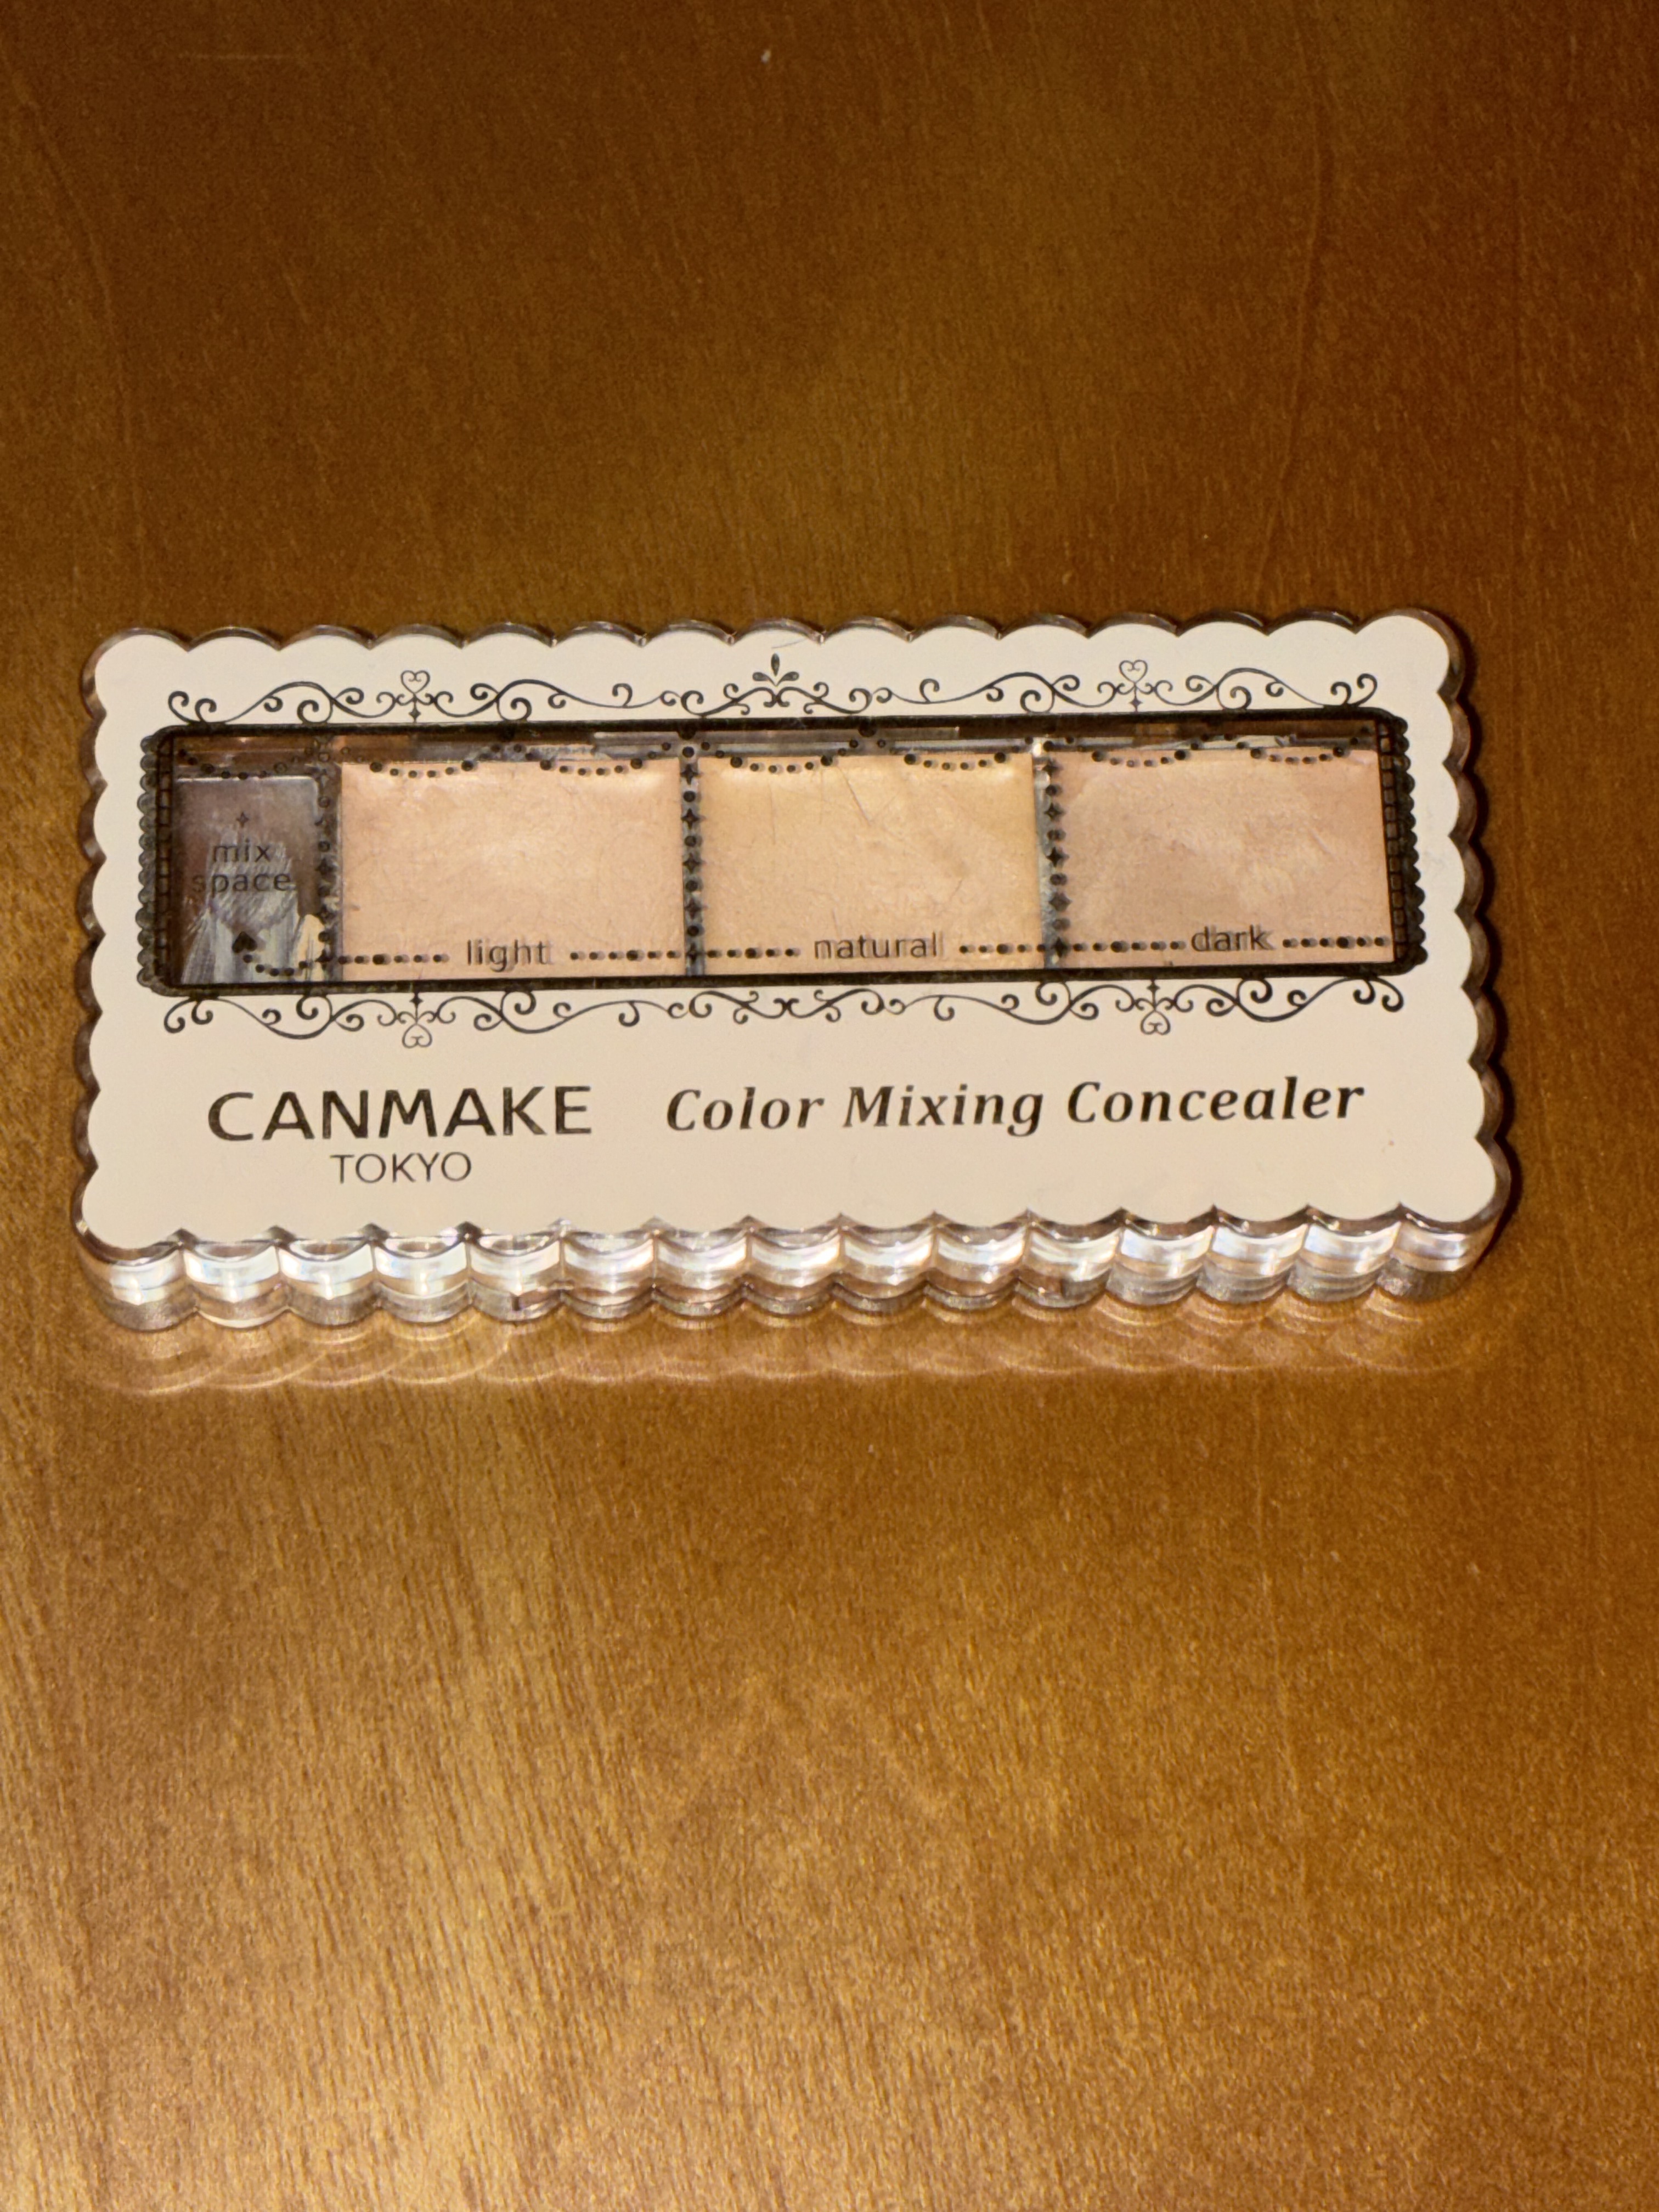 mix
space
light
natural
dark
CANMAKE
TOKYO
Color Mixing Concealer